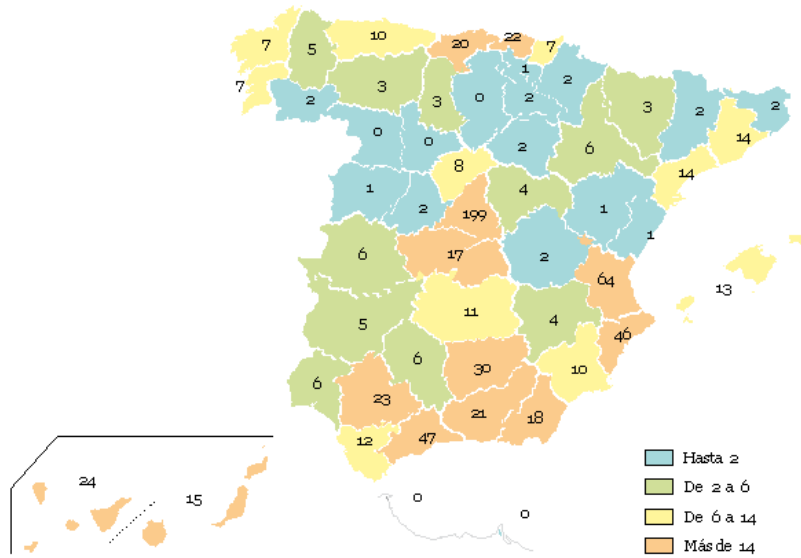 7 5 10 20 22 7
7 2 3 3 0 1 2 2 3 2 2
0 0 2 6 14
8 14
1 2 4 1 1
199
6 17 2 64 13
11
5 4 46
6 6 30 10
23 21 18
12 47
24 15 0 0
Hasta 2
De 2 a 6
De 6 a 14
Más de 14